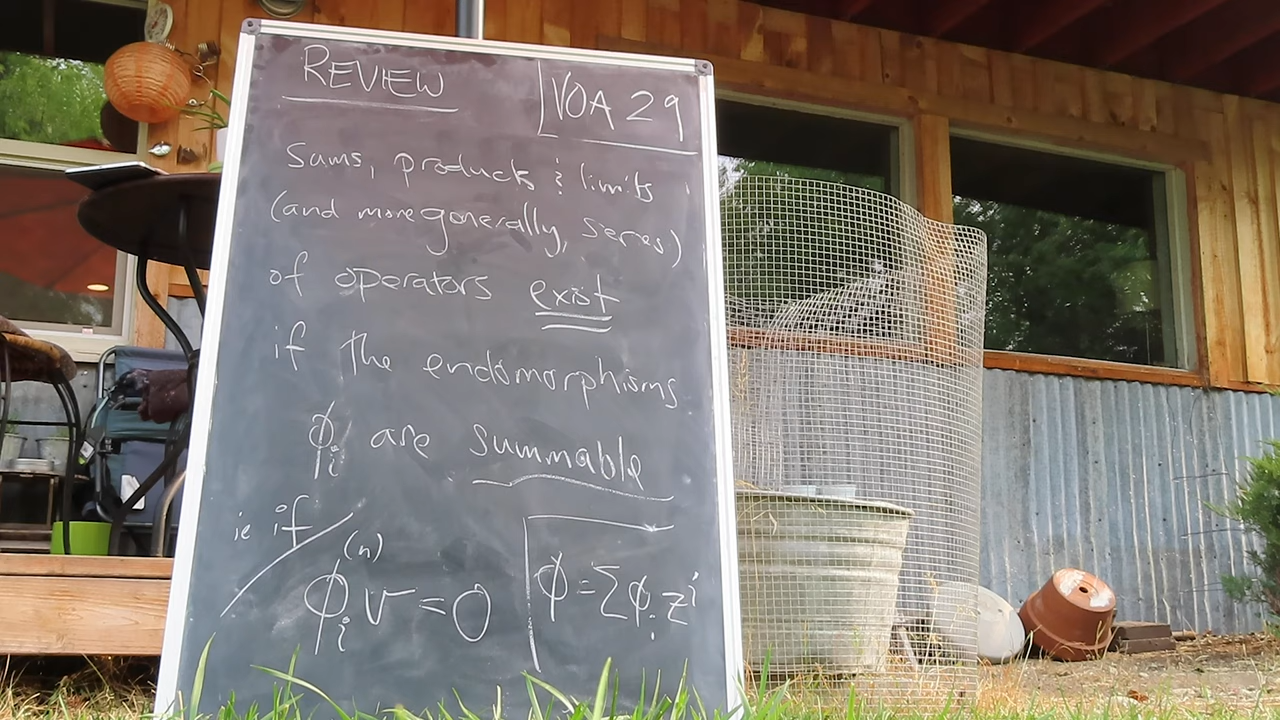 REVIEW
VOA 29
Sums, products & limits
(and more generally, series)
of operators exist
if the endomorphisms
ϕᵢ are summable
ie if
ϕᵢ⁽ⁿ⁾ v = 0
ϕ = Σ ϕᵢ zⁱ